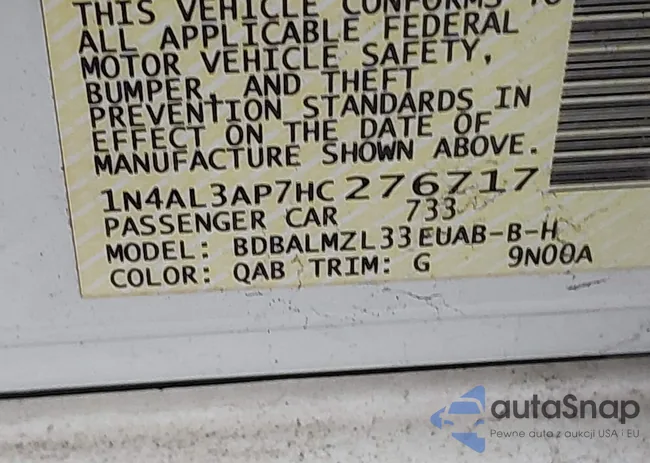 THIS VEHICLE CONFORMS TO
ALL APPLICABLE FEDERAL
MOTOR VEHICLE SAFETY,
BUMPER, AND THEFT
PREVENTION STANDARDS IN
EFFECT ON THE DATE OF
MANUFACTURE SHOWN ABOVE.
1N4AL3AP7HC276717
PASSENGER CAR 733
MODEL: BDBALMZL33EUAB-B-H
COLOR: QAB TRIM: G 9N00A
autoSnap
Pewne auto z aukcji USA i EU